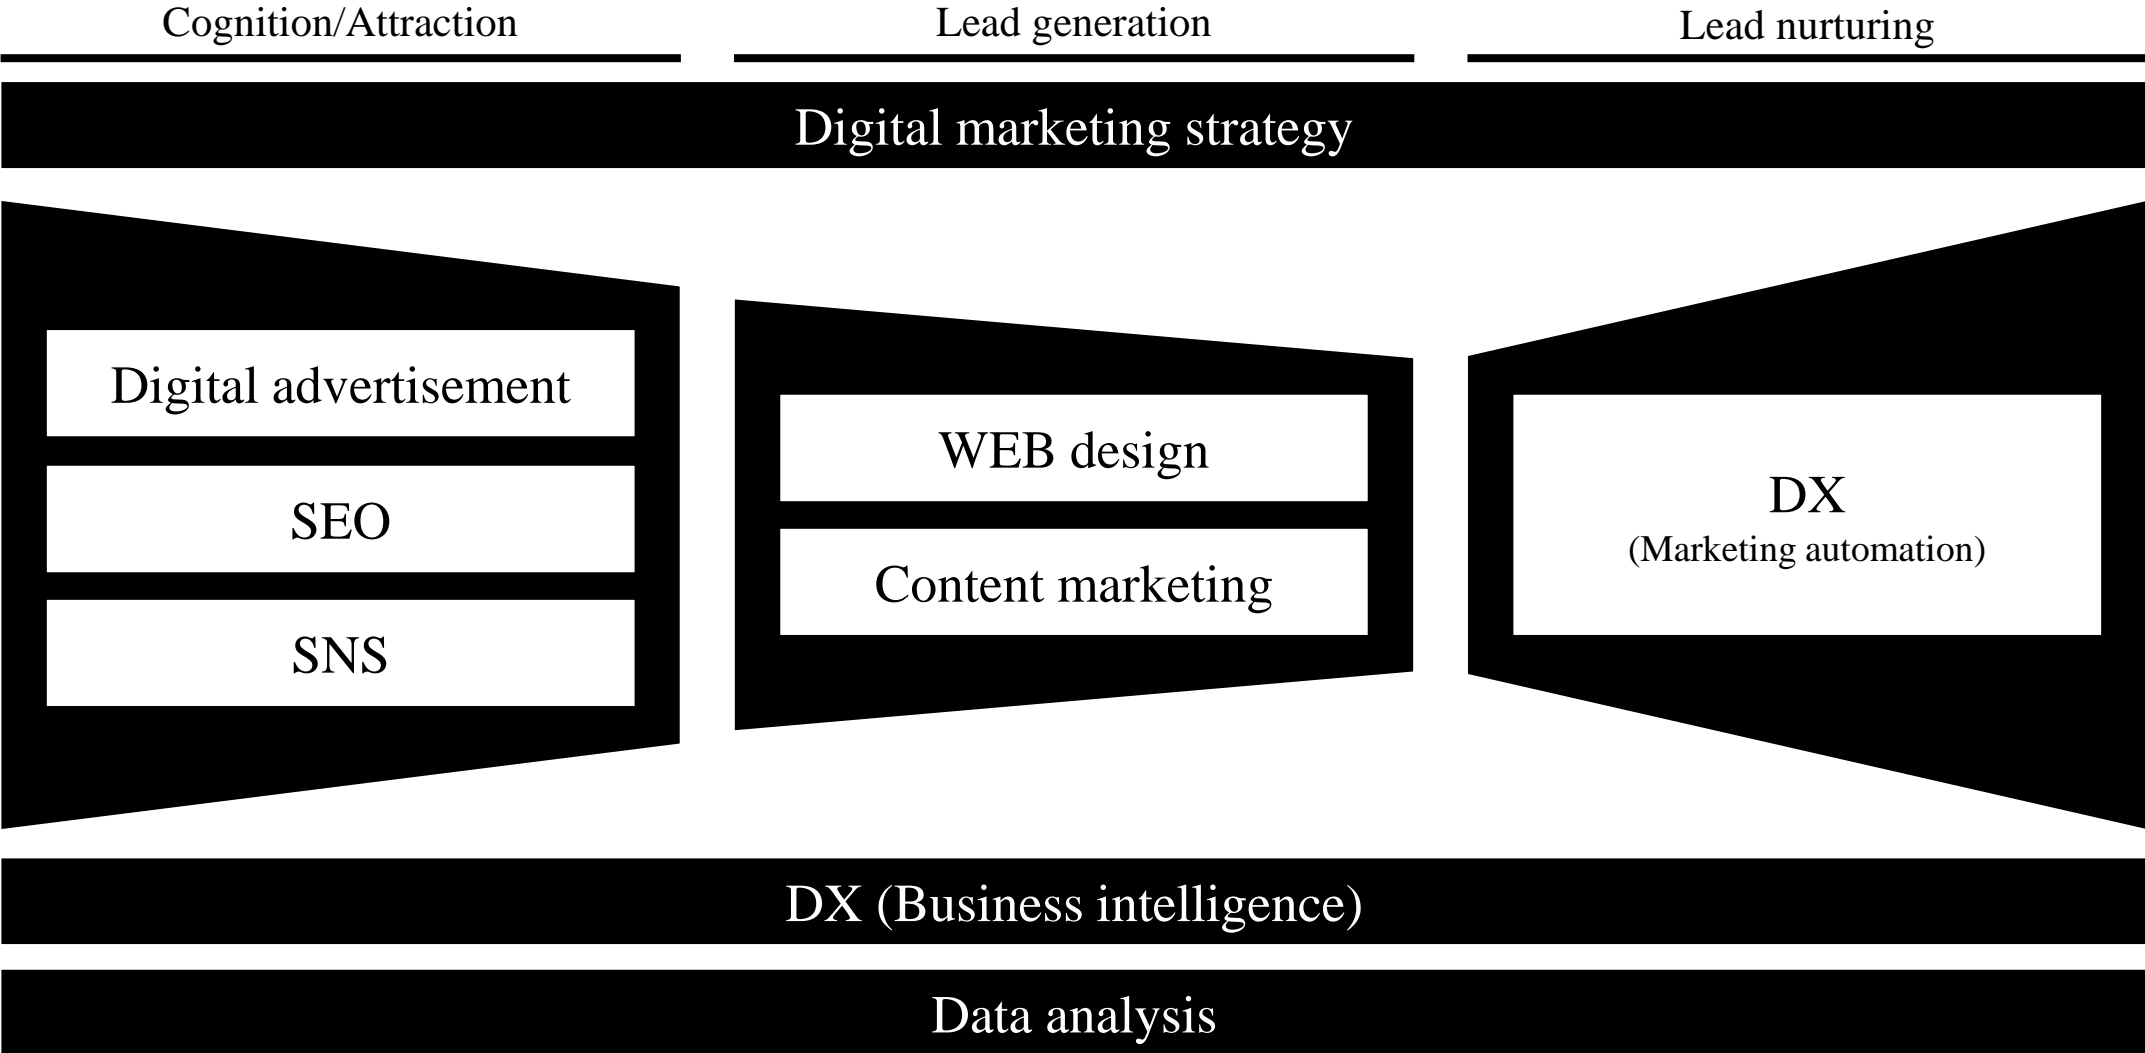 Cognition/Attraction
Lead generation
Lead nurturing
Digital marketing strategy
Digital advertisement
SEO
SNS
WEB design
Content marketing
DX
(Marketing automation)
DX (Business intelligence)
Data analysis